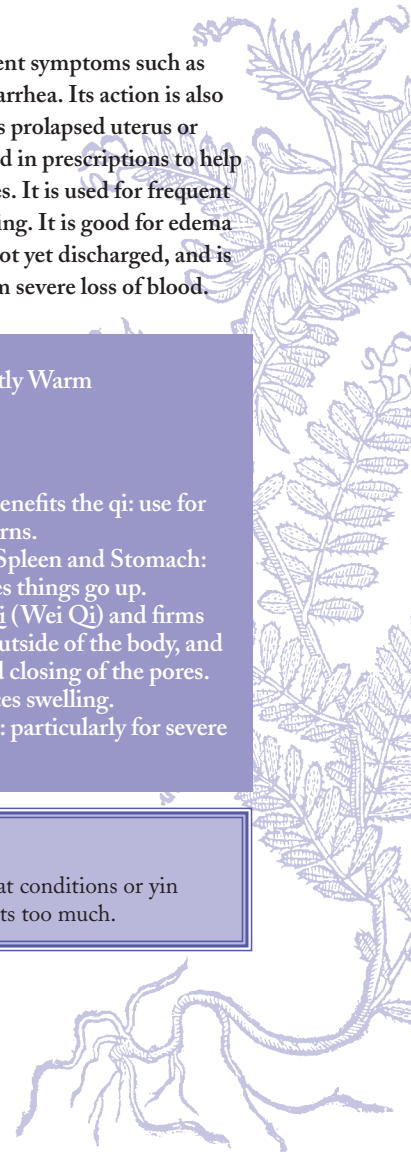 ent symptoms such as
arrhea. Its action is also
s prolapsed uterus or
d in prescriptions to help
es. It is used for frequent
ing. It is good for edema
ot yet discharged, and is
m severe loss of blood.
tly Warm
enefits the qi: use for
rns.
Spleen and Stomach:
es things go up.
i (Wei Qi) and firms
utside of the body, and
d closing of the pores.
es swelling.
: particularly for severe
at conditions or yin
ts too much.